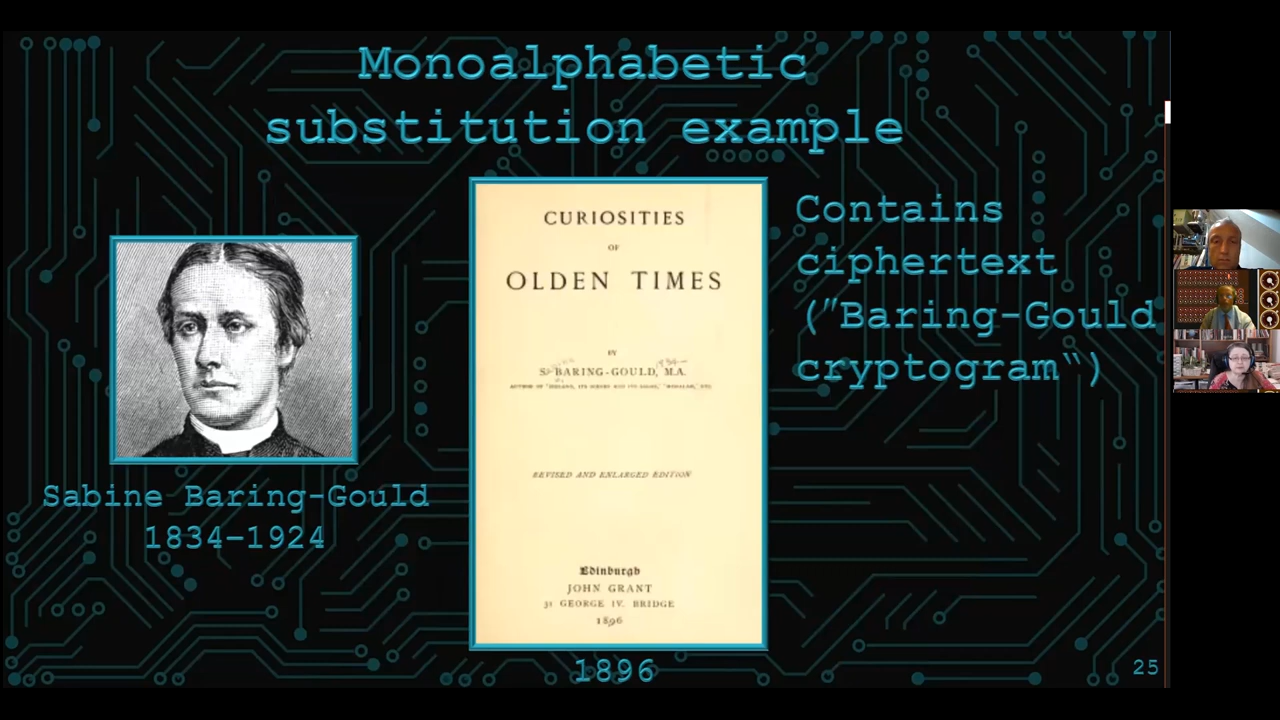 Monoalphabetic
substitution example
Sabine Baring-Gould
1834–1924
CURIOSITIES
OF
OLDEN TIMES
BY
S. BARING-GOULD, M.A.
REVISED AND ENLARGED EDITION
Edinburgh
JOHN GRANT
31 GEORGE IV. BRIDGE
1896
1896
Contains
ciphertext
("Baring-Gould
cryptogram“)
25